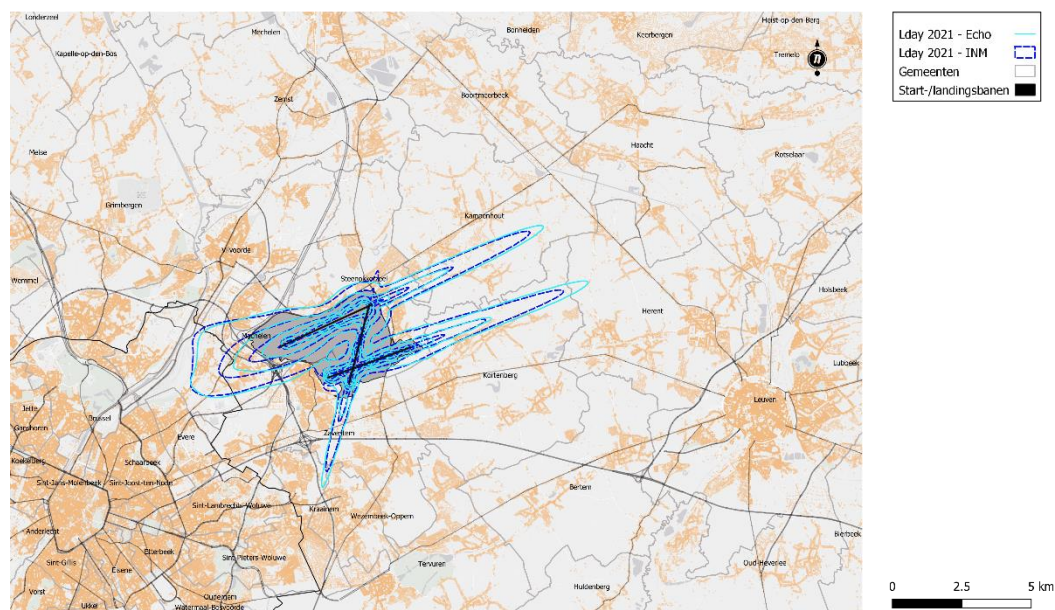 Londerzeel
Mechelen
Bonheiden
Heist-op-den Berg
Keerbergen
Kapelle-op-den-Bos
Tremelo
n
Zemst
Boortmeerbeek
Meise
Haacht
Rotselaar
Grimbergen
Kampenhout
Vilvoorde
Wemmel
Steenokkerzeel
Holsbeek
Herent
Machelen
Lubbeek
Kortenberg
Jette
Leuven
Ganshoren
Brussel
Evere
Zaventem
Koekelberg
Schaarbeek
Sint-Jans-Molenbeek
Sint-Joost-ten-Node
Bertem
Sint-Lambrechts-Woluwe
Kraainem
Wezembeek-Oppem
Anderlecht
Bierbeek
Etterbeek
Sint-Pieters-Woluwe
Sint-Gillis
Elsene
Tervuren
Oud-Heverlee
Huldenberg
Vorst
Oudergem
Ukkel
Watermaal-Bosvoorde
Lday 2021 - Echo
Lday 2021 - INM
Gemeenten
Start-/landingsbanen
0 2.5 5 km